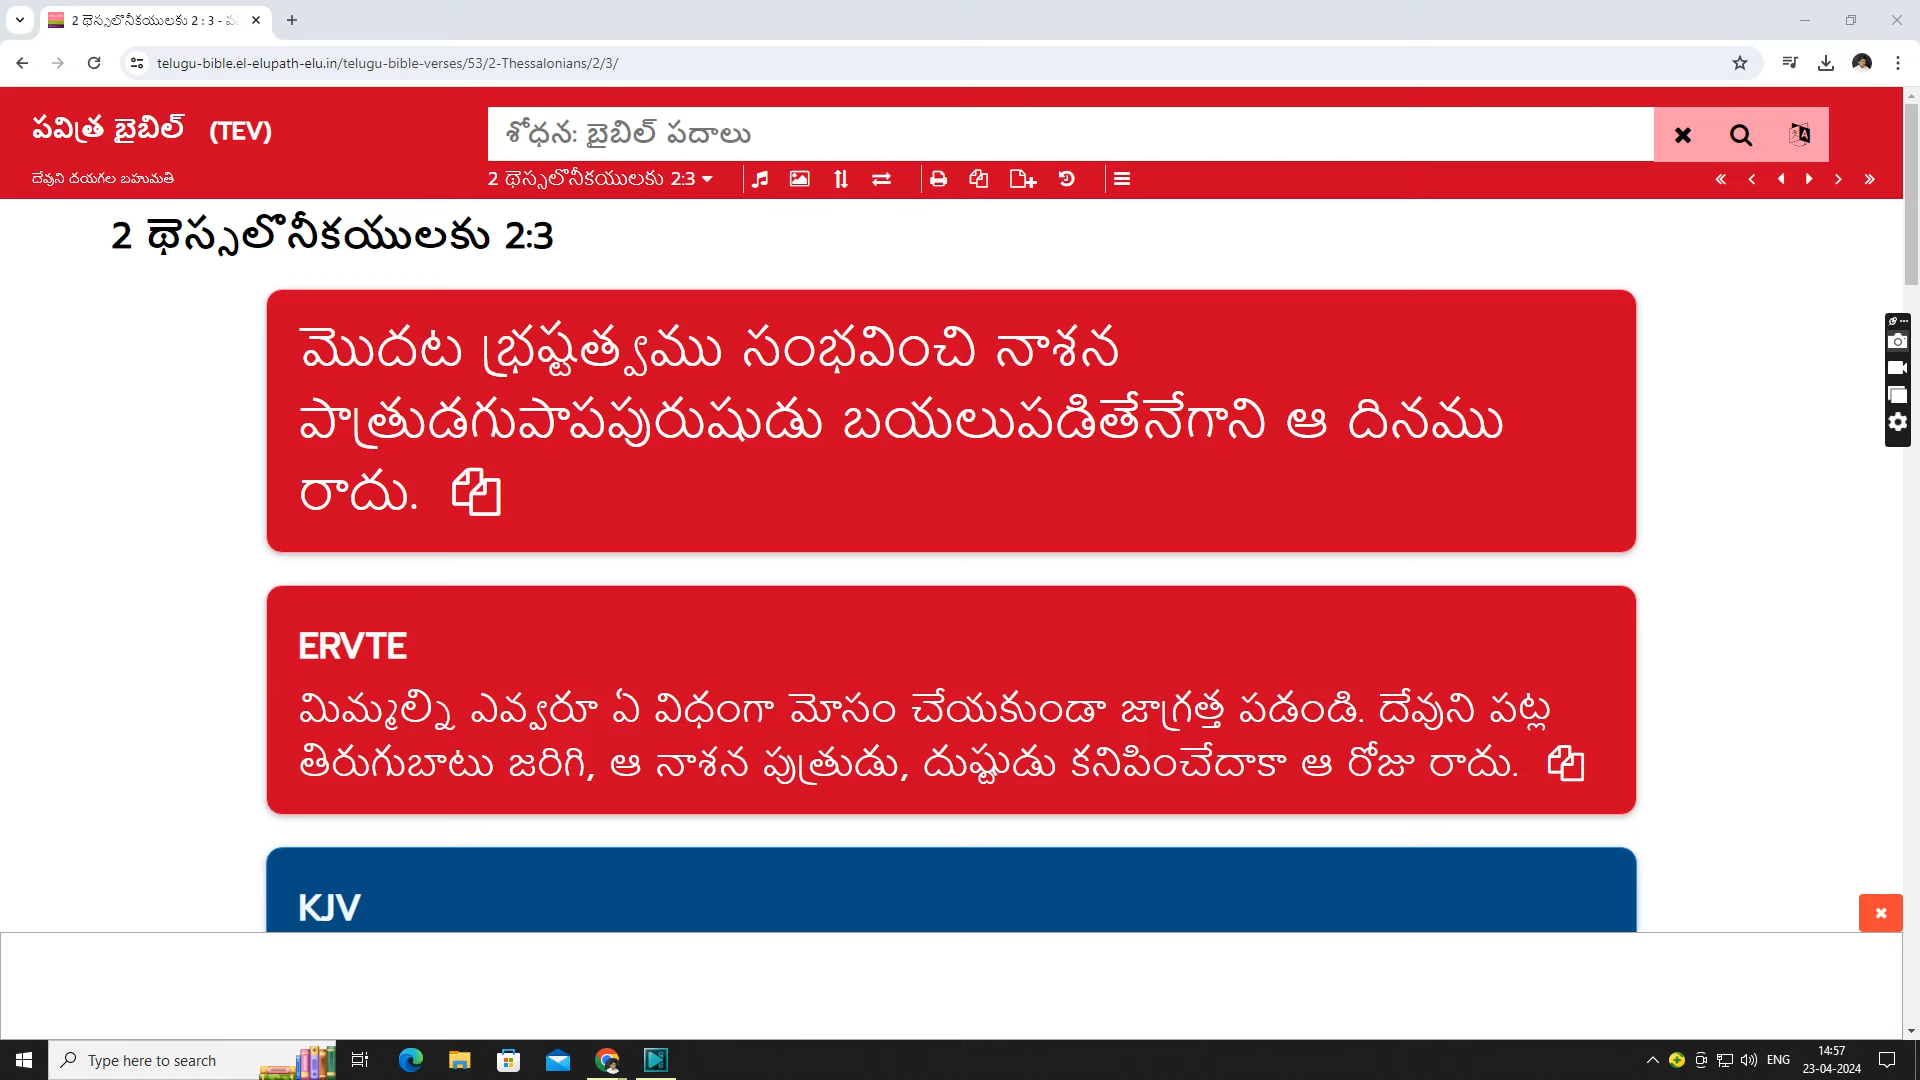 2 థెస్సలొనీకయులకు 2 : 3 - పవ
telugu-bible.el-elupath-elu.in/telugu-bible-verses/53/2-Thessalonians/2/3/
పవిత్ర బైబిల్ (TEV)
శోధన: బైబిల్ పదాలు
దేవుని దయగల బహుమతి
2 థెస్సలొనీకయులకు 2:3
2 థెస్సలొనీకయులకు 2:3
మొదట భ్రష్టత్వము సంభవించి నాశన
పాత్రుడగుపాపపురుషుడు బయలుపడితేనేగాని ఆ దినము
రాదు.
ERVTE
మిమ్మల్ని ఎవ్వరూ ఏ విధంగా మోసం చేయకుండా జాగ్రత్త పడండి. దేవుని పట్ల
తిరుగుబాటు జరిగి, ఆ నాశన పుత్రుడు, దుష్టుడు కనిపించేదాకా ఆ రోజు రాదు.
KJV
Type here to search
ENG
14:57
23-04-2024